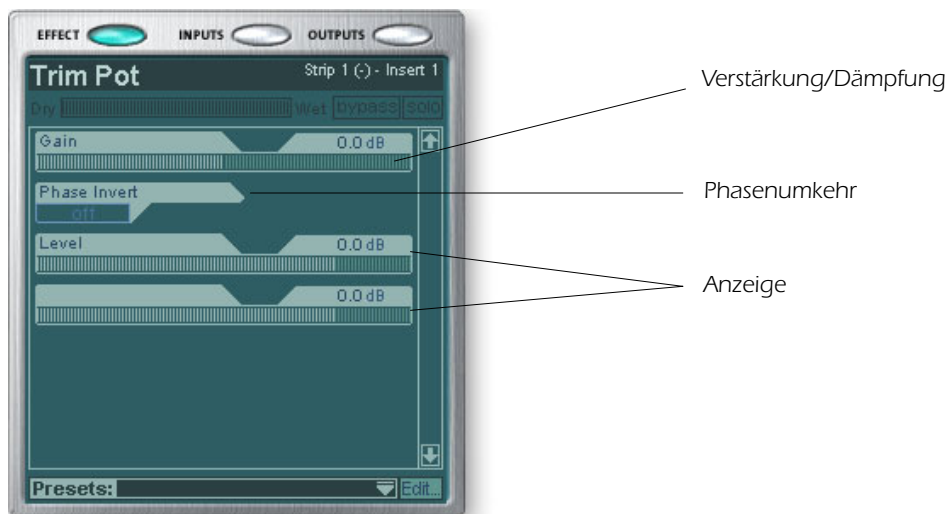 EFFECT INPUTS OUTPUTS
Trim Pot Strip 1 (-) - Insert 1
Dry Wet bypass solo
Gain 0.0 dB
Phase Invert
off
Level 0.0 dB
0.0 dB
Presets: Edit...
Verstärkung/Dämpfung
Phasenumkehr
Anzeige